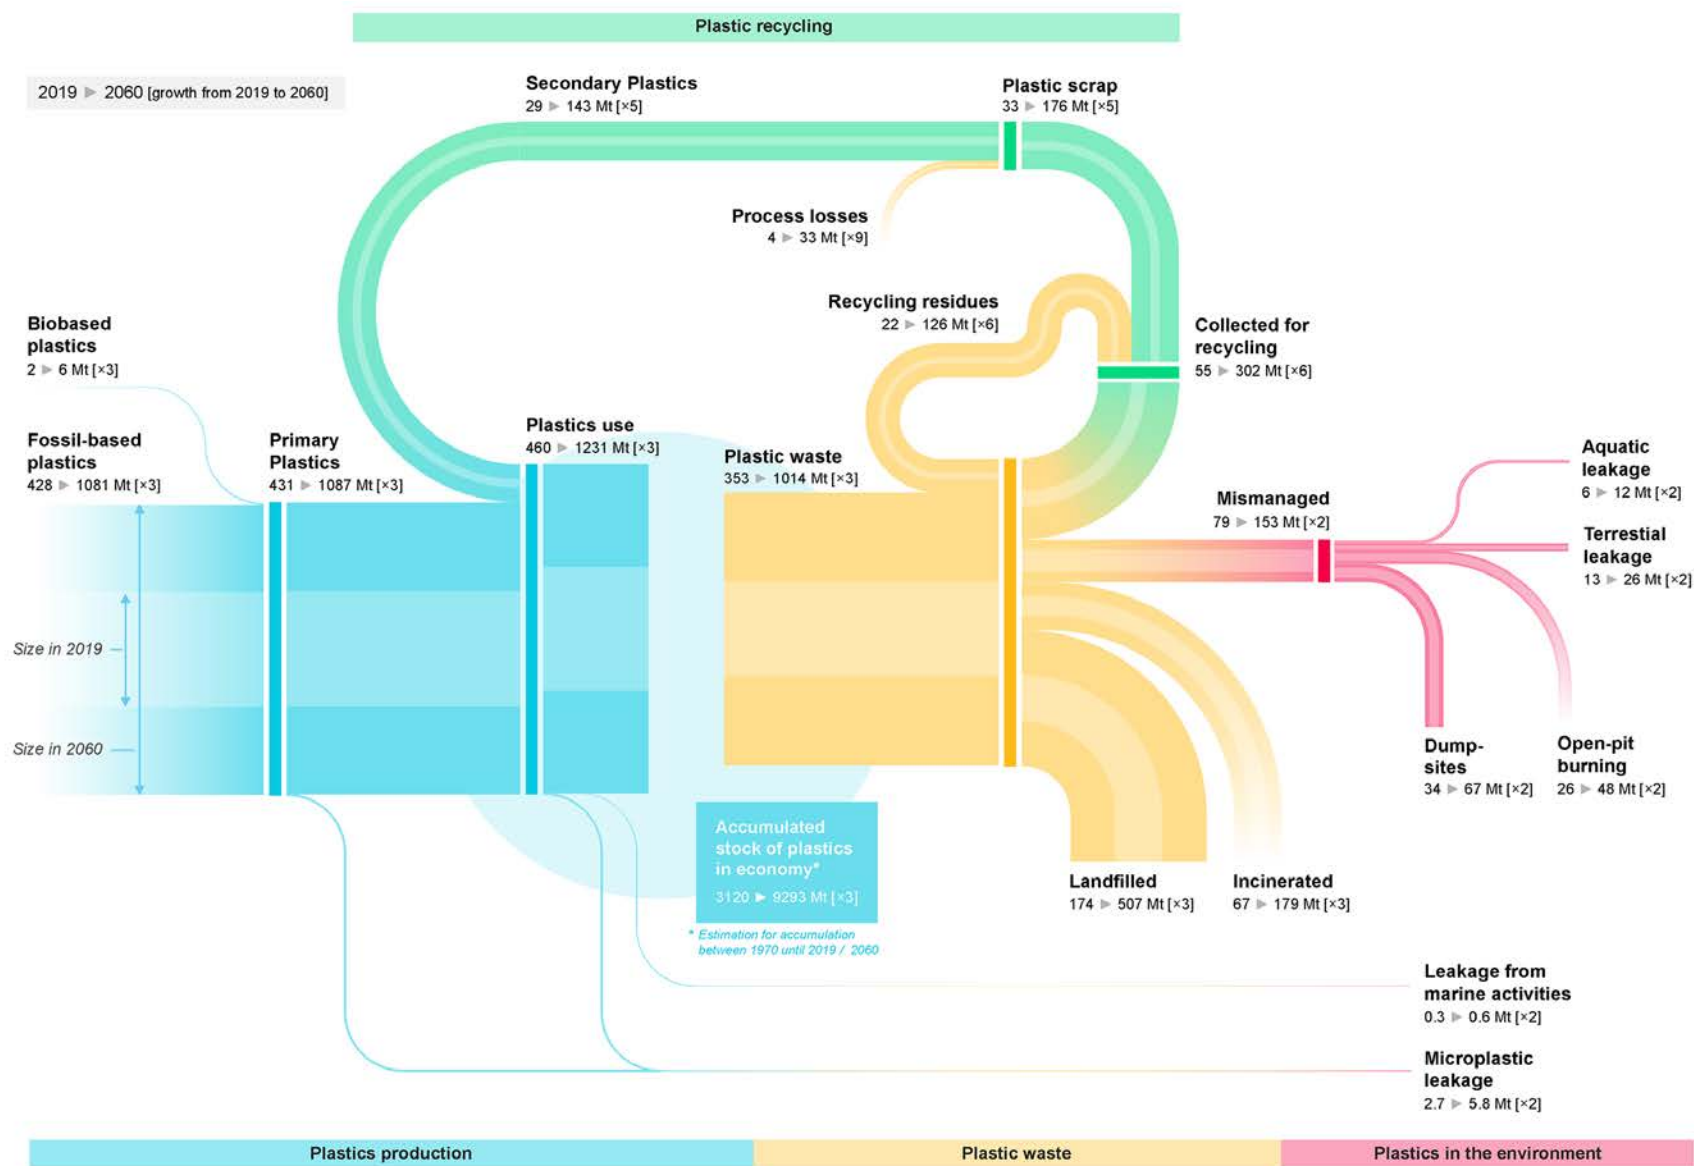 Plastic recycling
2019 ▶ 2060 [growth from 2019 to 2060]
Secondary Plastics
29 ▶ 143 Mt [×5]
Plastic scrap
33 ▶ 176 Mt [×5]
Process losses
4 ▶ 33 Mt [×9]
Recycling residues
22 ▶ 126 Mt [×6]
Collected for
recycling
55 ▶ 302 Mt [×6]
Biobased
plastics
2 ▶ 6 Mt [×3]
Fossil-based
plastics
428 ▶ 1081 Mt [×3]
Primary
Plastics
431 ▶ 1087 Mt [×3]
Plastics use
460 ▶ 1231 Mt [×3]
Plastic waste
353 ▶ 1014 Mt [×3]
Mismanaged
79 ▶ 153 Mt [×2]
Aquatic
leakage
6 ▶ 12 Mt [×2]
Terrestial
leakage
13 ▶ 26 Mt [×2]
Size in 2019
Size in 2060
Dump-
sites
34 ▶ 67 Mt [×2]
Open-pit
burning
26 ▶ 48 Mt [×2]
Accumulated
stock of plastics
in economy*
3120 ▶ 9293 Mt [×3]
* Estimation for accumulation
between 1970 until 2019 / 2060
Landfilled
174 ▶ 507 Mt [×3]
Incinerated
67 ▶ 179 Mt [×3]
Leakage from
marine activities
0.3 ▶ 0.6 Mt [×2]
Microplastic
leakage
2.7 ▶ 5.8 Mt [×2]
Plastics production
Plastic waste
Plastics in the environment